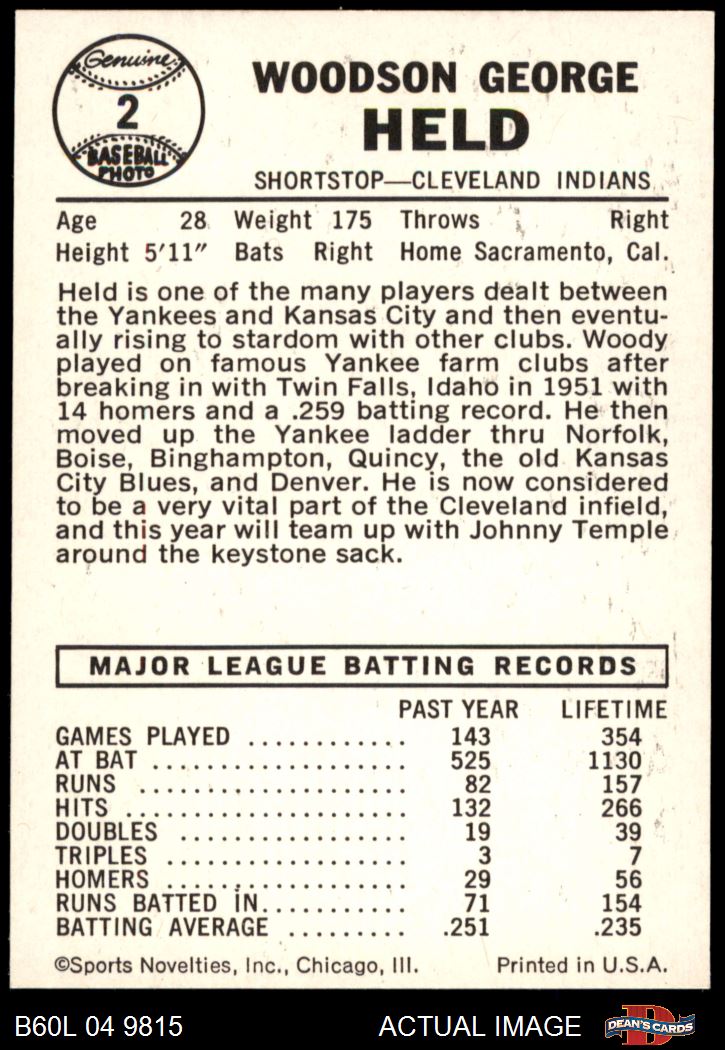 Genuine
2
BASEBALL
PHOTO
WOODSON GEORGE
HELD
SHORTSTOP—CLEVELAND INDIANS
Age 28 Weight 175 Throws Right
Height 5'11" Bats Right Home Sacramento, Cal.
Held is one of the many players dealt between
the Yankees and Kansas City and then eventu-
ally rising to stardom with other clubs. Woody
played on famous Yankee farm clubs after
breaking in with Twin Falls, Idaho in 1951 with
14 homers and a .259 batting record. He then
moved up the Yankee ladder thru Norfolk,
Boise, Binghampton, Quincy, the old Kansas
City Blues, and Denver. He is now considered
to be a very vital part of the Cleveland infield,
and this year will team up with Johnny Temple
around the keystone sack.
MAJOR LEAGUE BATTING RECORDS
PAST YEAR LIFETIME
GAMES PLAYED ............ 143 354
AT BAT .................... 525 1130
RUNS ..................... 82 157
HITS ...................... 132 266
DOUBLES .................. 19 39
TRIPLES ................... 3 7
HOMERS ................... 29 56
RUNS BATTED IN........... 71 154
BATTING AVERAGE ......... .251 .235
©Sports Novelties, Inc., Chicago, Ill. Printed in U.S.A.
B60L 04 9815 ACTUAL IMAGE DEAN'S CARDS